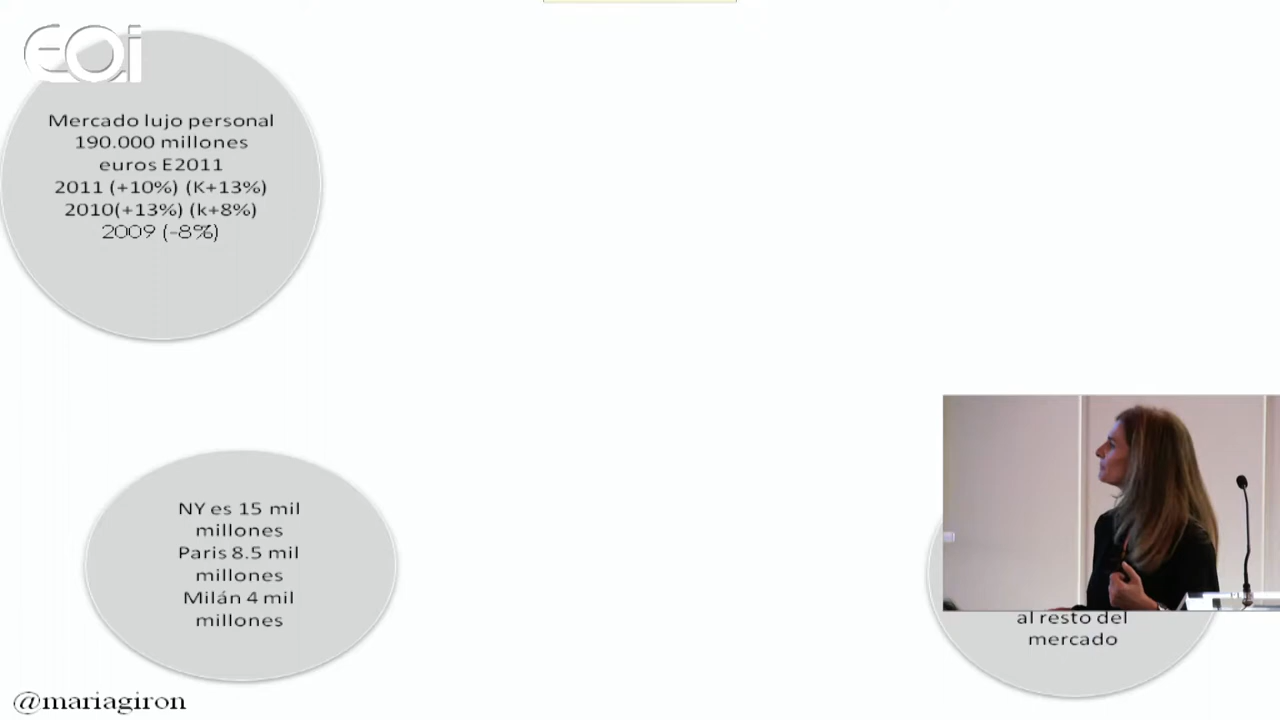 EOi
Mercado lujo personal
190.000 millones
euros E2011
2011 (+10%) (K+13%)
2010(+13%) (k+8%)
2009 (-8%)
NY es 15 mil
millones
Paris 8.5 mil
millones
Milán 4 mil
millones
al resto del
mercado
@mariagiron